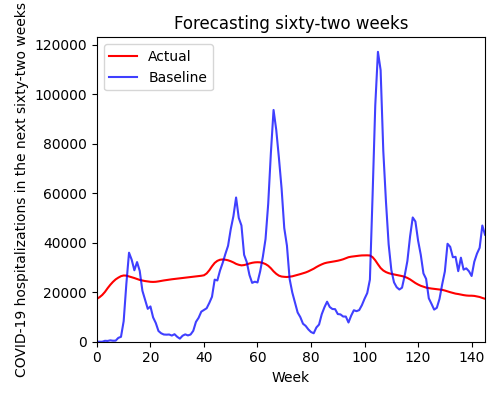 Forecasting sixty-two weeks
COVID-19 hospitalizations in the next sixty-two weeks
120000
100000
80000
60000
40000
20000
0
Actual
Baseline
0 20 40 60 80 100 120 140
Week